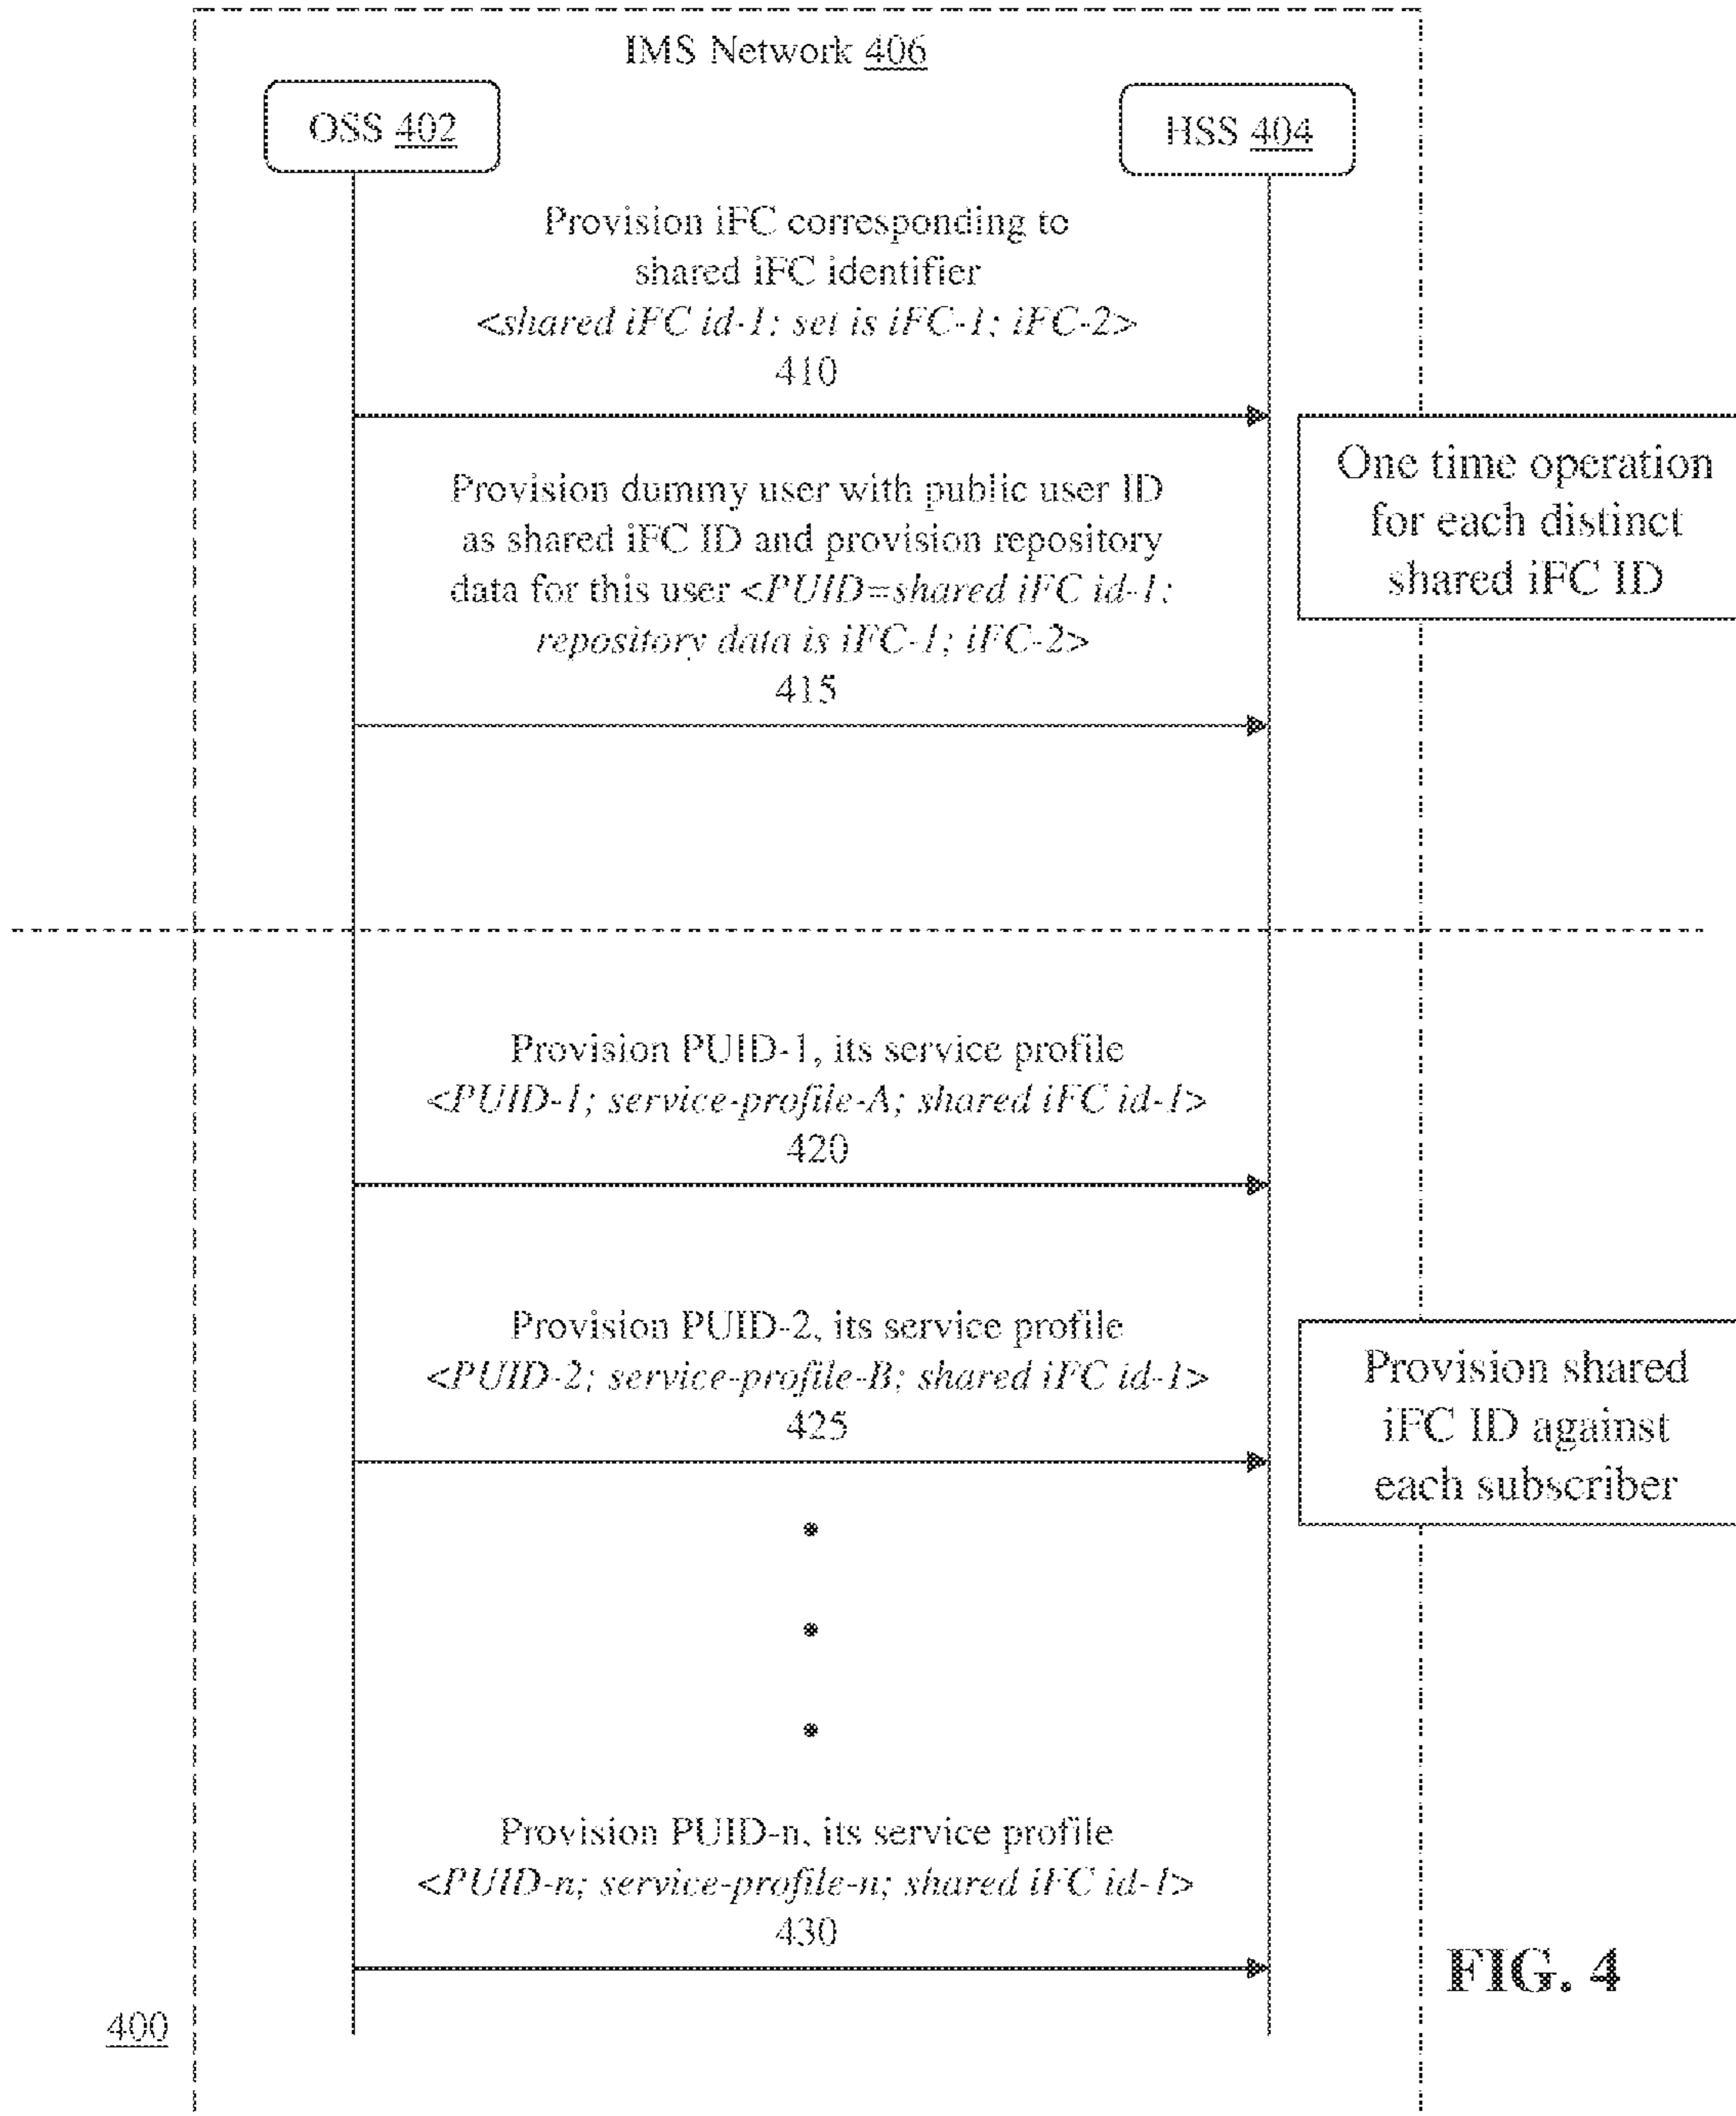 IMS Network 406
OSS 402
HSS 404
Provision iFC corresponding to
shared iFC identifier
<shared iFC id-1; set is iFC-1; iFC-2>
410
One time operation
for each distinct
shared iFC ID
Provision dummy user with public user ID
as shared iFC ID and provision repository
data for this user <PUID=shared iFC id-1;
repository data is iFC-1; iFC-2>
415
Provision PUID-1, its service profile
<PUID-1; service-profile-A; shared iFC id-1>
420
Provision PUID-2, its service profile
<PUID-2; service-profile-B; shared iFC id-1>
425
Provision shared
iFC ID against
each subscriber
Provision PUID-n, its service profile
<PUID-n; service-profile-n; shared iFC id-1>
430
FIG. 4
400